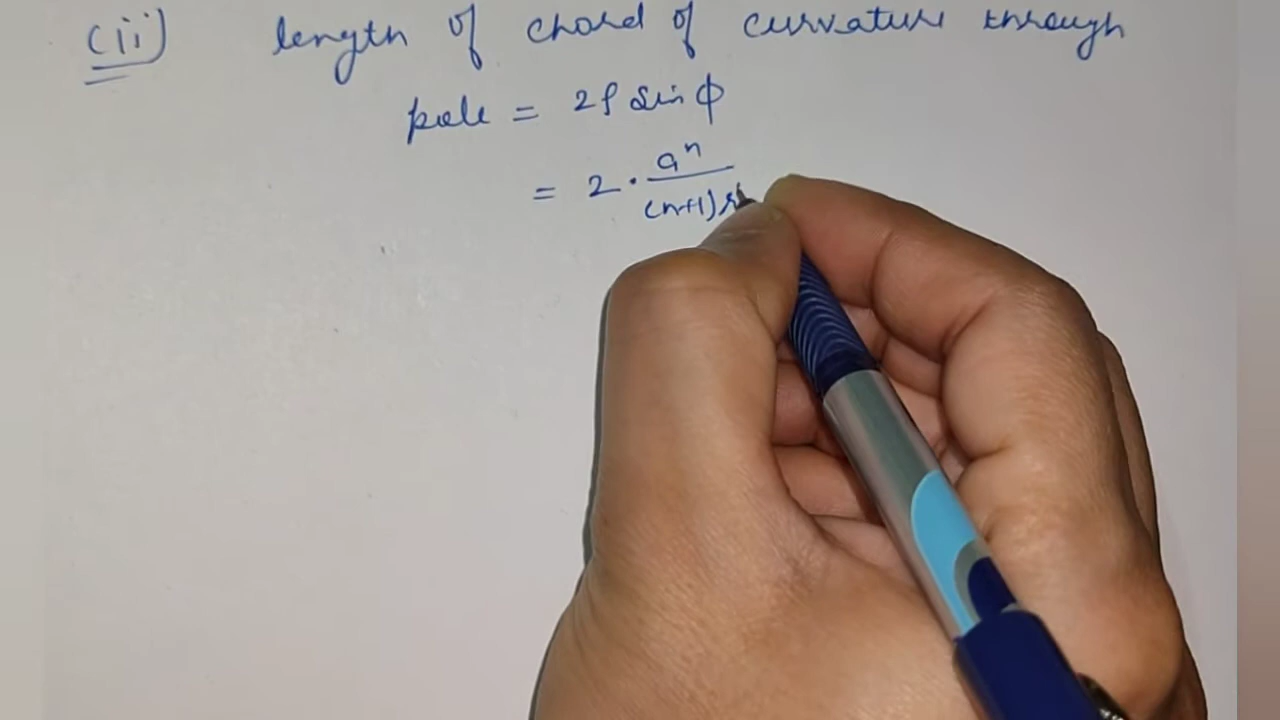 (ii) length of chord of curvature through
pole = 2ρ sin ϕ
= 2 · aⁿ / (n+1) r